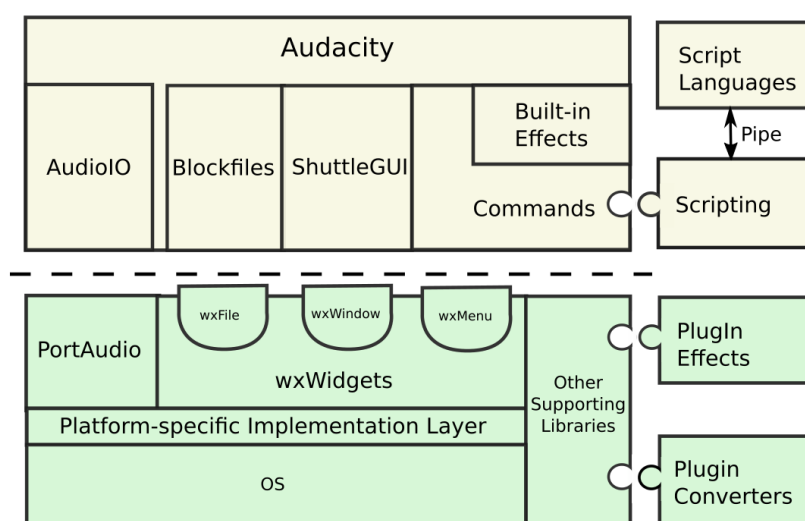 Audacity
Script
Languages
Built-in
Effects
Pipe
AudioIO
Blockfiles
ShuttleGUI
Commands
Scripting
wxFile
wxWindow
wxMenu
PortAudio
PlugIn
Effects
wxWidgets
Other
Supporting
Libraries
Platform-specific Implementation Layer
OS
Plugin
Converters